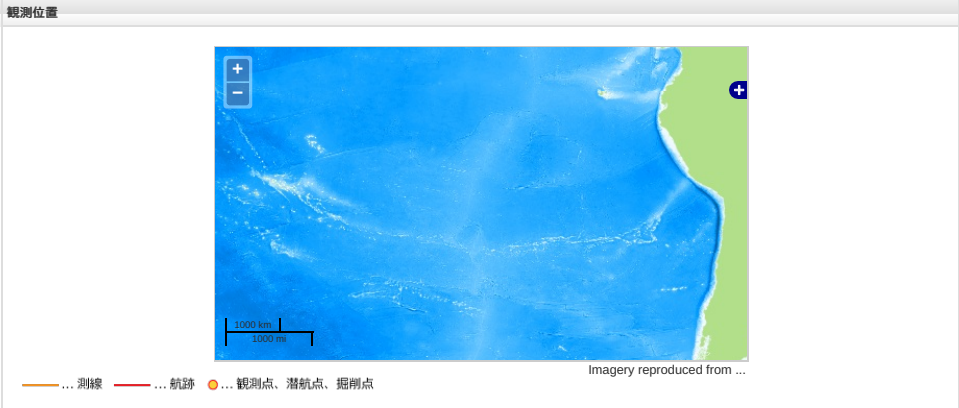 観測位置
+
−
+
1000 km
1000 mi
Imagery reproduced from ...
... 測線 ... 航跡 ... 観測点、潜航点、掘削点